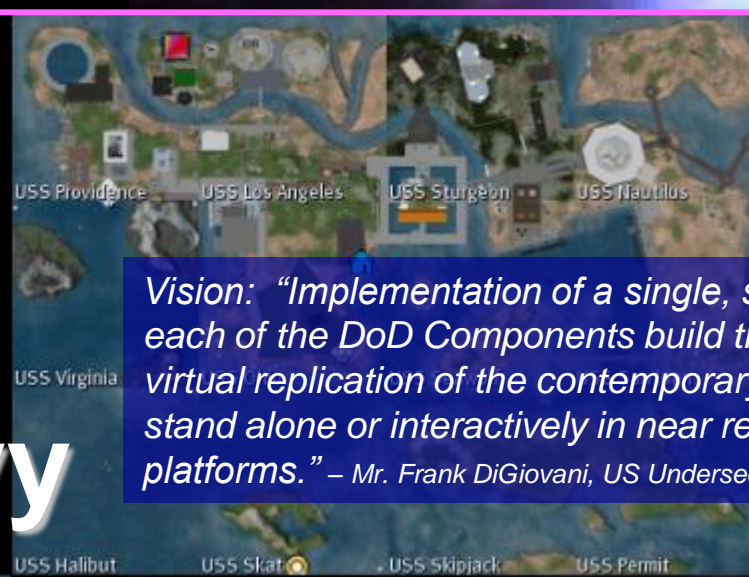 USS Providence USS Los Angeles USS Sturgeon USS Nautilus
Vision: “Implementation of a single, s
each of the DoD Components build th
virtual replication of the contemporary
stand alone or interactively in near re
platforms.” – Mr. Frank DiGiovani, US Undersec
USS Virginia
vy
USS Halibut USS Skat USS Skipjack USS Permit